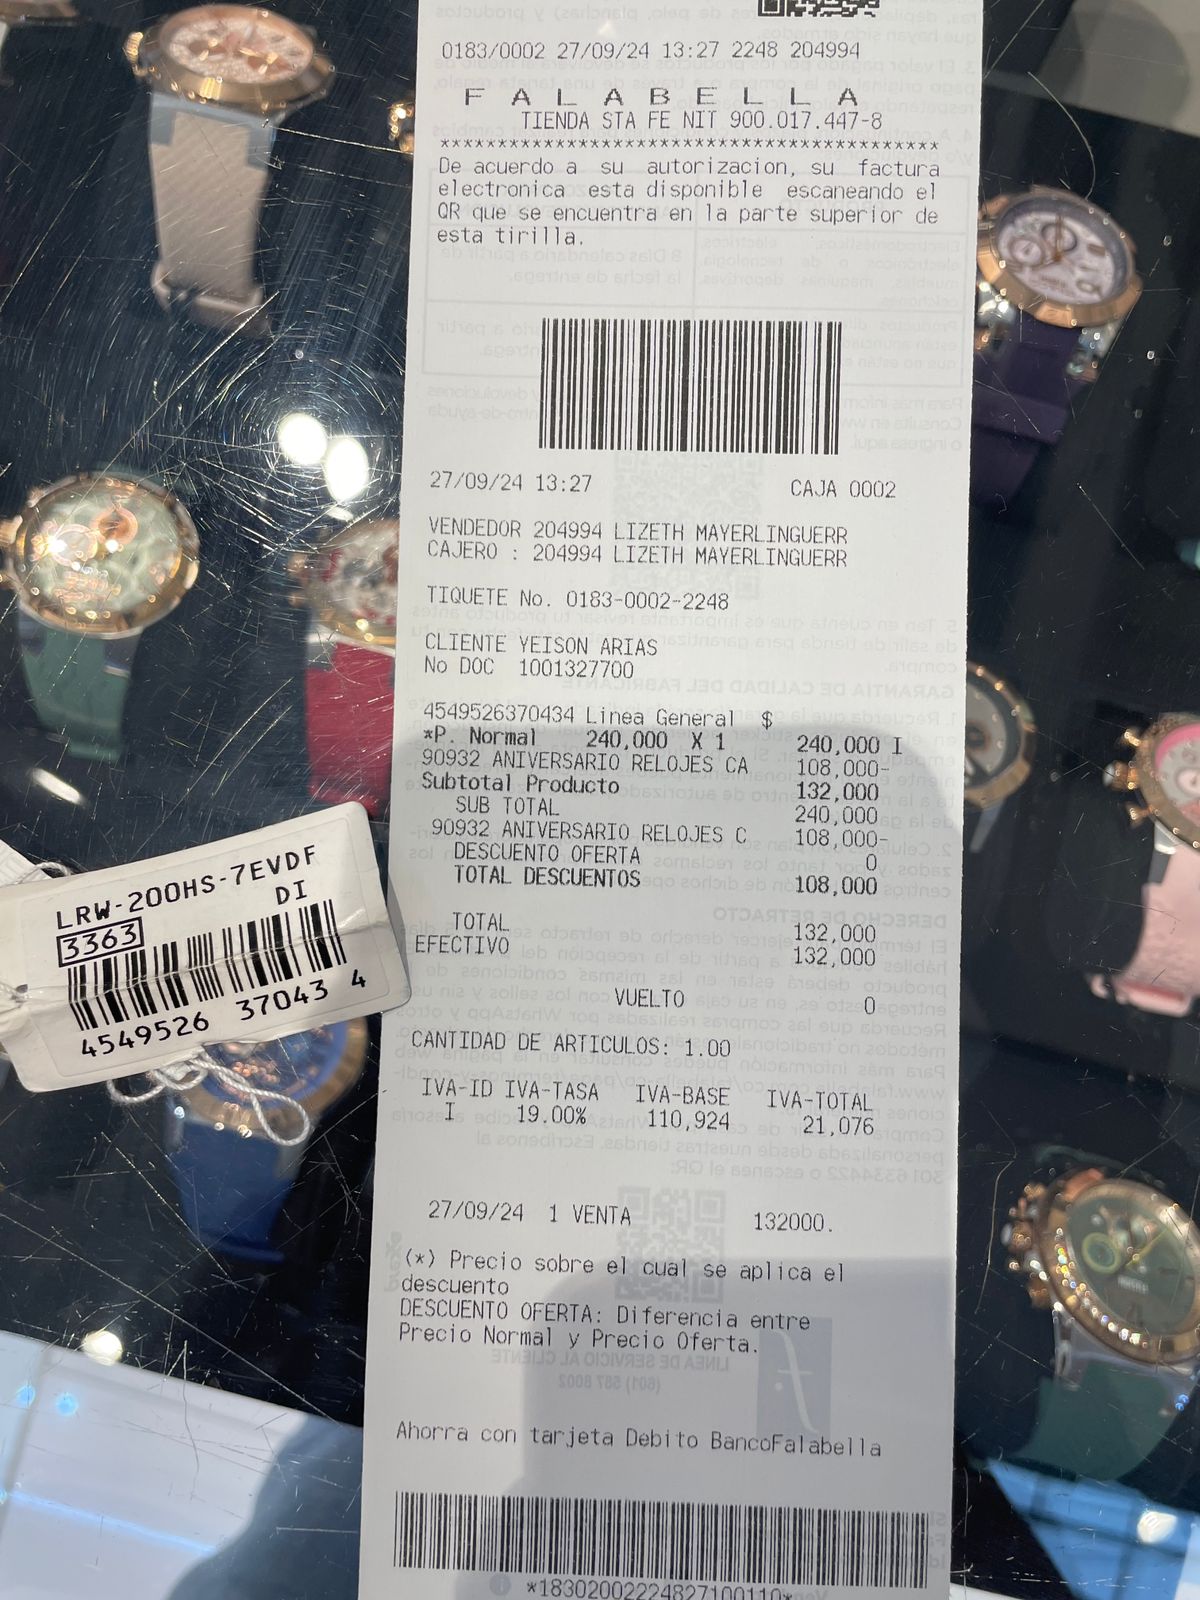 0183/0002 27/09/24 13:27 2248 204994
F A L A B E L L A
TIENDA STA FE NIT 900.017.447-8
*******************************************
De acuerdo a su autorizacion, su factura
electronica esta disponible escaneando el
QR que se encuentra en la parte superior de
esta tirilla.
27/09/24 13:27 CAJA 0002
VENDEDOR 204994 LIZETH MAYERLINGUERR
CAJERO : 204994 LIZETH MAYERLINGUERR
TIQUETE No. 0183-0002-2248
CLIENTE YEISON ARIAS
No DOC 1001327700
4549526370434 Linea General $
*P. Normal 240,000 X 1 240,000 I
90932 ANIVERSARIO RELOJES CA 108,000-
Subtotal Producto 132,000
SUB TOTAL 240,000
90932 ANIVERSARIO RELOJES C 108,000-
DESCUENTO OFERTA 0
TOTAL DESCUENTOS 108,000
TOTAL 132,000
EFECTIVO 132,000
VUELTO 0
CANTIDAD DE ARTICULOS: 1.00
IVA-ID IVA-TASA IVA-BASE IVA-TOTAL
I 19.00% 110,924 21,076
27/09/24 1 VENTA 132000.
(*) Precio sobre el cual se aplica el
descuento
DESCUENTO OFERTA: Diferencia entre
Precio Normal y Precio Oferta.
Ahorra con tarjeta Debito BancoFalabella
*18302002224827100110*
LRW-200HS-7EVDF
DI
3363
4549526 37043 4